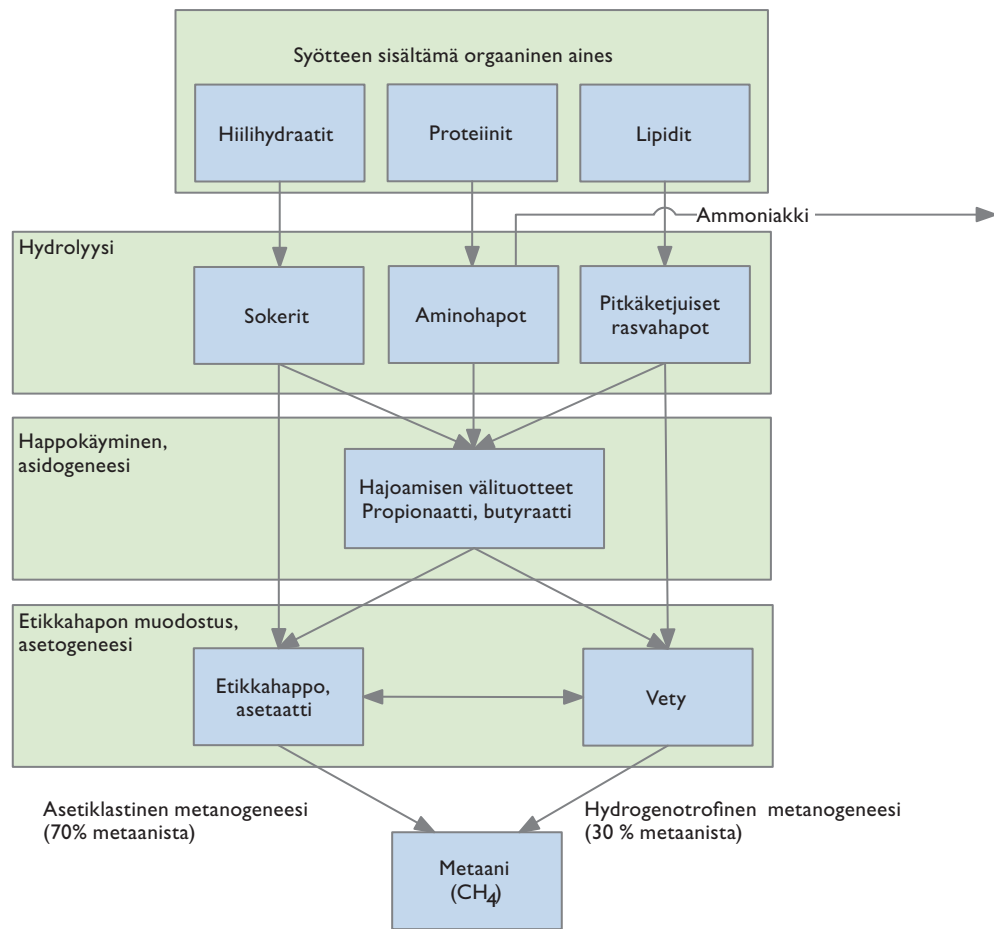 Syötteen sisältämä orgaaninen aines
Hiilihydraatit
Proteiinit
Lipidit
Ammoniakki
Hydrolyysi
Sokerit
Aminohapot
Pitkäketjuiset
rasvahapot
Happokäyminen,
asidogeneesi
Hajoamisen välituotteet
Propionaatti, butyraatti
Etikkahapon muodostus,
asetogeneesi
Etikkahappo,
asetaatti
Vety
Asetiklastinen metanogeneesi
(70% metaanista)
Hydrogenotrofinen metanogeneesi
(30 % metaanista)
Metaani
(CH4)